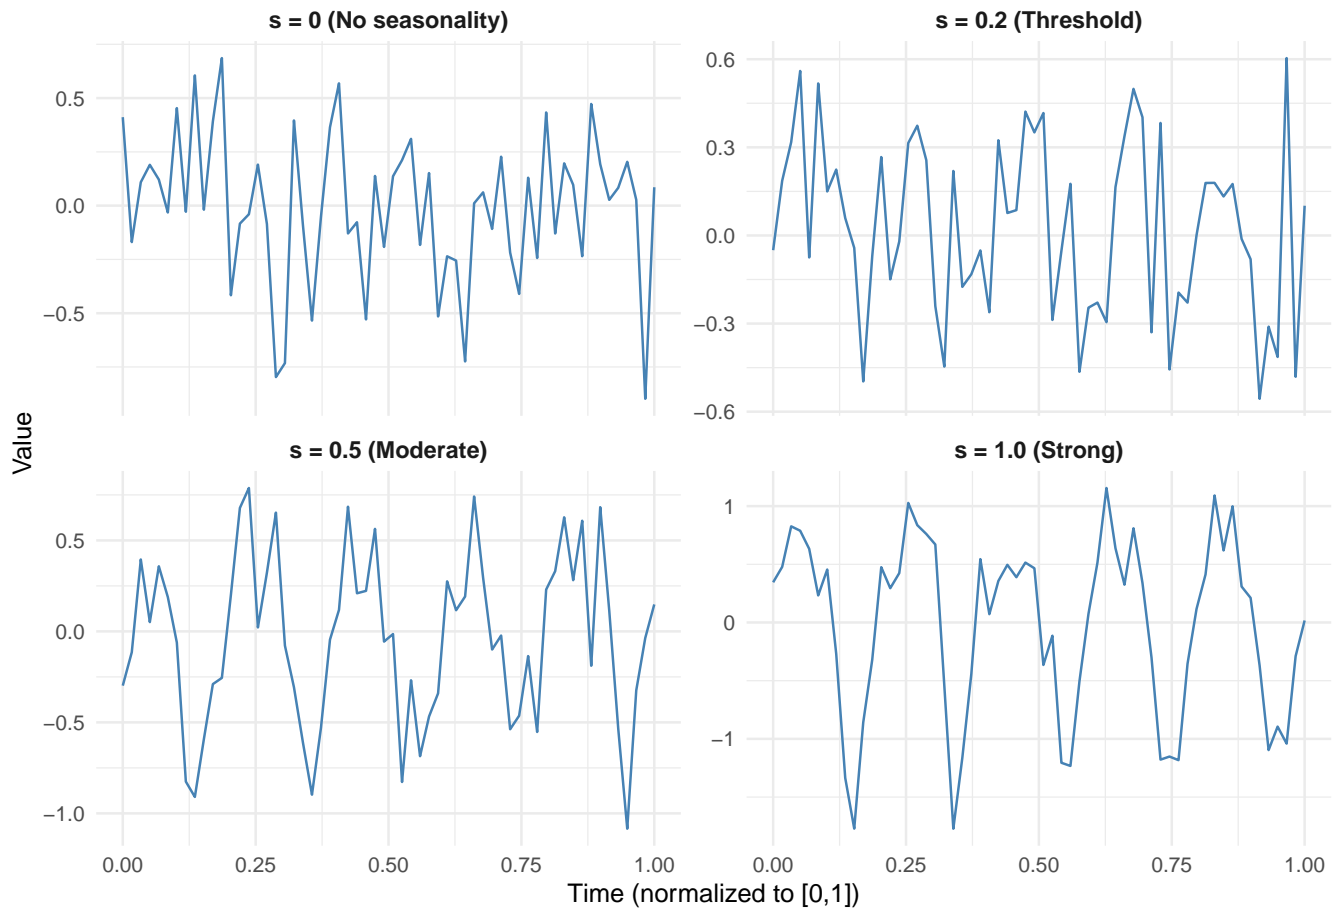 s = 0 (No seasonality)
s = 0.2 (Threshold)
0.5
0.0
−0.5
0.6
0.3
0.0
−0.3
−0.6
Value
s = 0.5 (Moderate)
s = 1.0 (Strong)
0.5
0.0
−0.5
−1.0
1
0
−1
0.00 0.25 0.50 0.75 1.00
0.00 0.25 0.50 0.75 1.00
Time (normalized to [0,1])